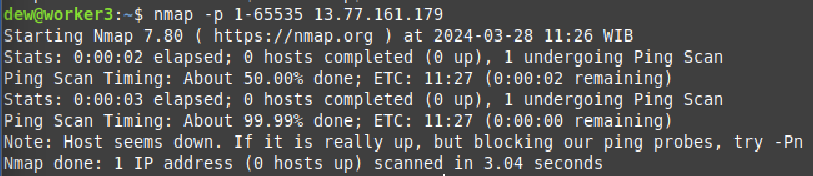 dew@worker3:~$ nmap -p 1-65535 13.77.161.179
Starting Nmap 7.80 ( https://nmap.org ) at 2024-03-28 11:26 WIB
Stats: 0:00:02 elapsed; 0 hosts completed (0 up), 1 undergoing Ping Scan
Ping Scan Timing: About 50.00% done; ETC: 11:27 (0:00:02 remaining)
Stats: 0:00:03 elapsed; 0 hosts completed (0 up), 1 undergoing Ping Scan
Ping Scan Timing: About 99.99% done; ETC: 11:27 (0:00:00 remaining)
Note: Host seems down. If it is really up, but blocking our ping probes, try -Pn
Nmap done: 1 IP address (0 hosts up) scanned in 3.04 seconds